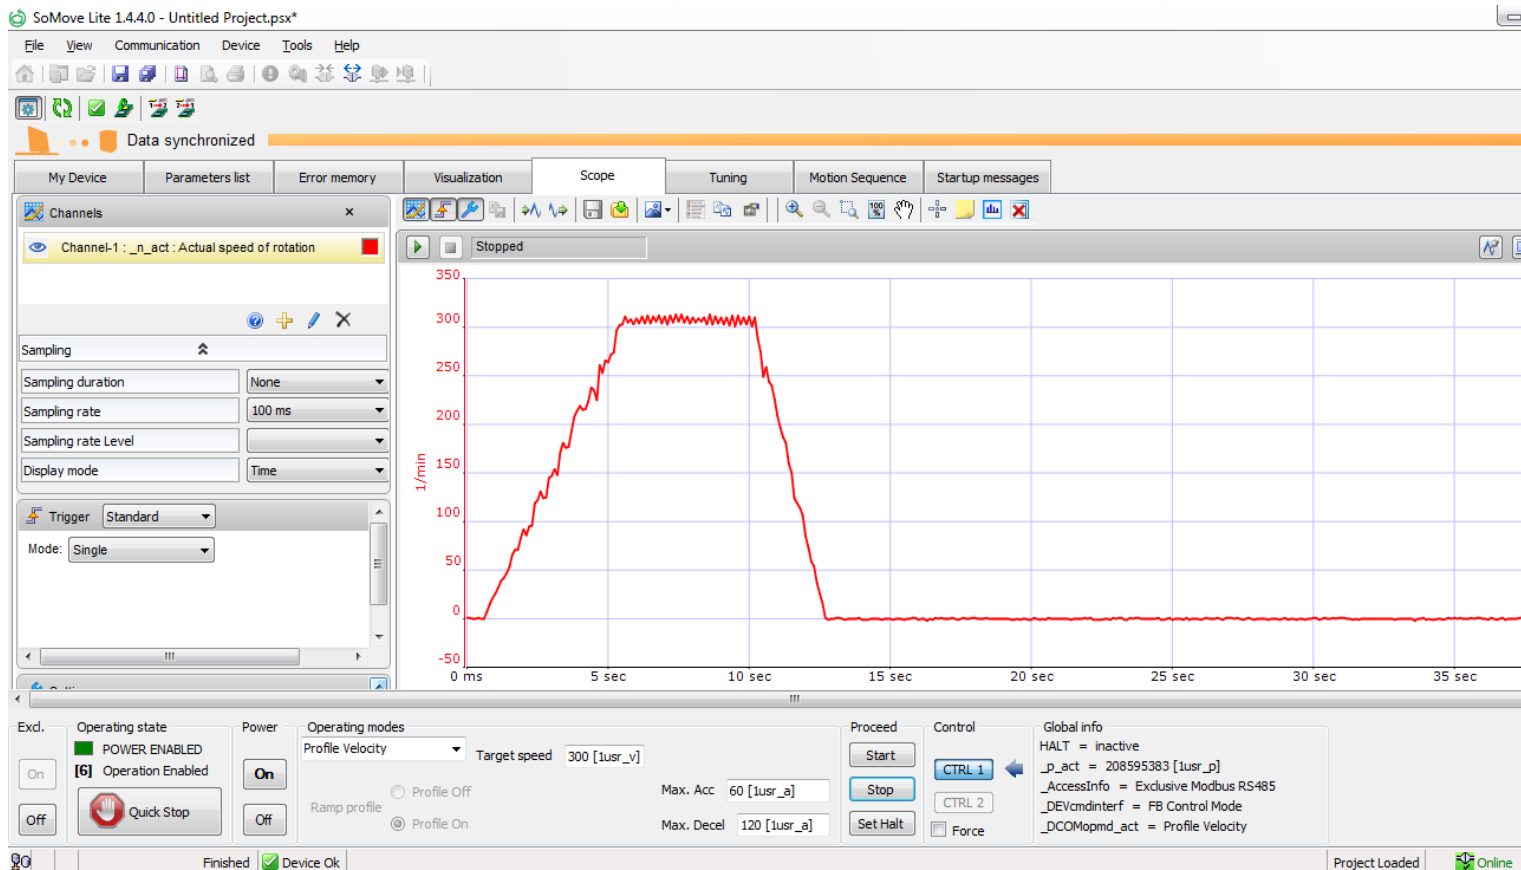 SoMove Lite 1.4.4.0 - Untitled Project.psx*
File View Communication Device Tools Help
Data synchronized
My Device Parameters list Error memory Visualization Scope Tuning Motion Sequence Startup messages
Channels
Channel-1 : _n_act : Actual speed of rotation
Sampling
Sampling duration None
Sampling rate 100 ms
Sampling rate Level
Display mode Time
Trigger Standard
Mode: Single
100 %
Stopped
350
300
250
200
150
100
50
0
-50
1/min
0 ms 5 sec 10 sec 15 sec 20 sec 25 sec 30 sec 35 sec
Excl.
On
Off
Operating state
POWER ENABLED
[6] Operation Enabled
Quick Stop
Power
On
Off
Operating modes
Profile Velocity
Target speed 300 [1usr_v]
Ramp profile
Profile Off
Profile On
Max. Acc 60 [1usr_a]
Max. Decel 120 [1usr_a]
Proceed
Start
Stop
Set Halt
Control
CTRL 1
CTRL 2
Force
Global info
HALT = inactive
_p_act = 208595383 [1usr_p]
_AccessInfo = Exclusive Modbus RS485
_DEVcmdinterf = FB Control Mode
_DCOMopmd_act = Profile Velocity
Finished Device Ok Project Loaded Online